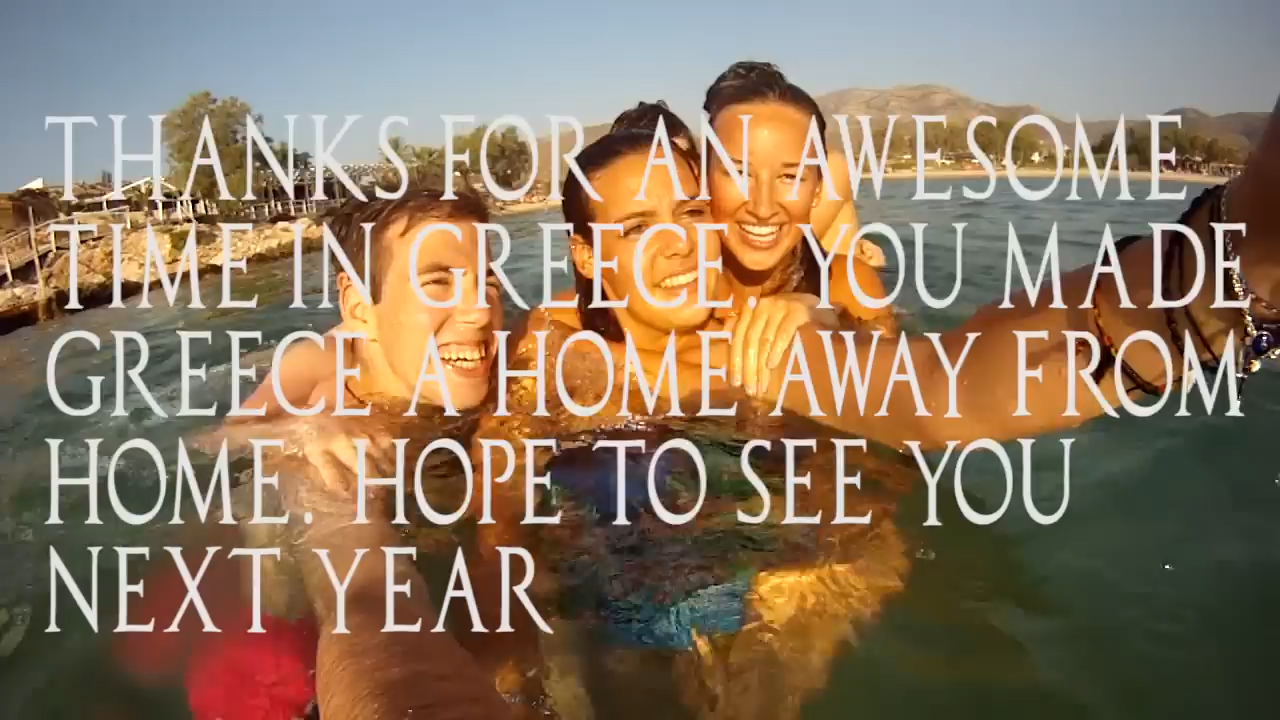 THANKS FOR AN AWESOME
TIME IN GREECE. YOU MADE
GREECE A HOME AWAY FROM
HOME. HOPE TO SEE YOU
NEXT YEAR